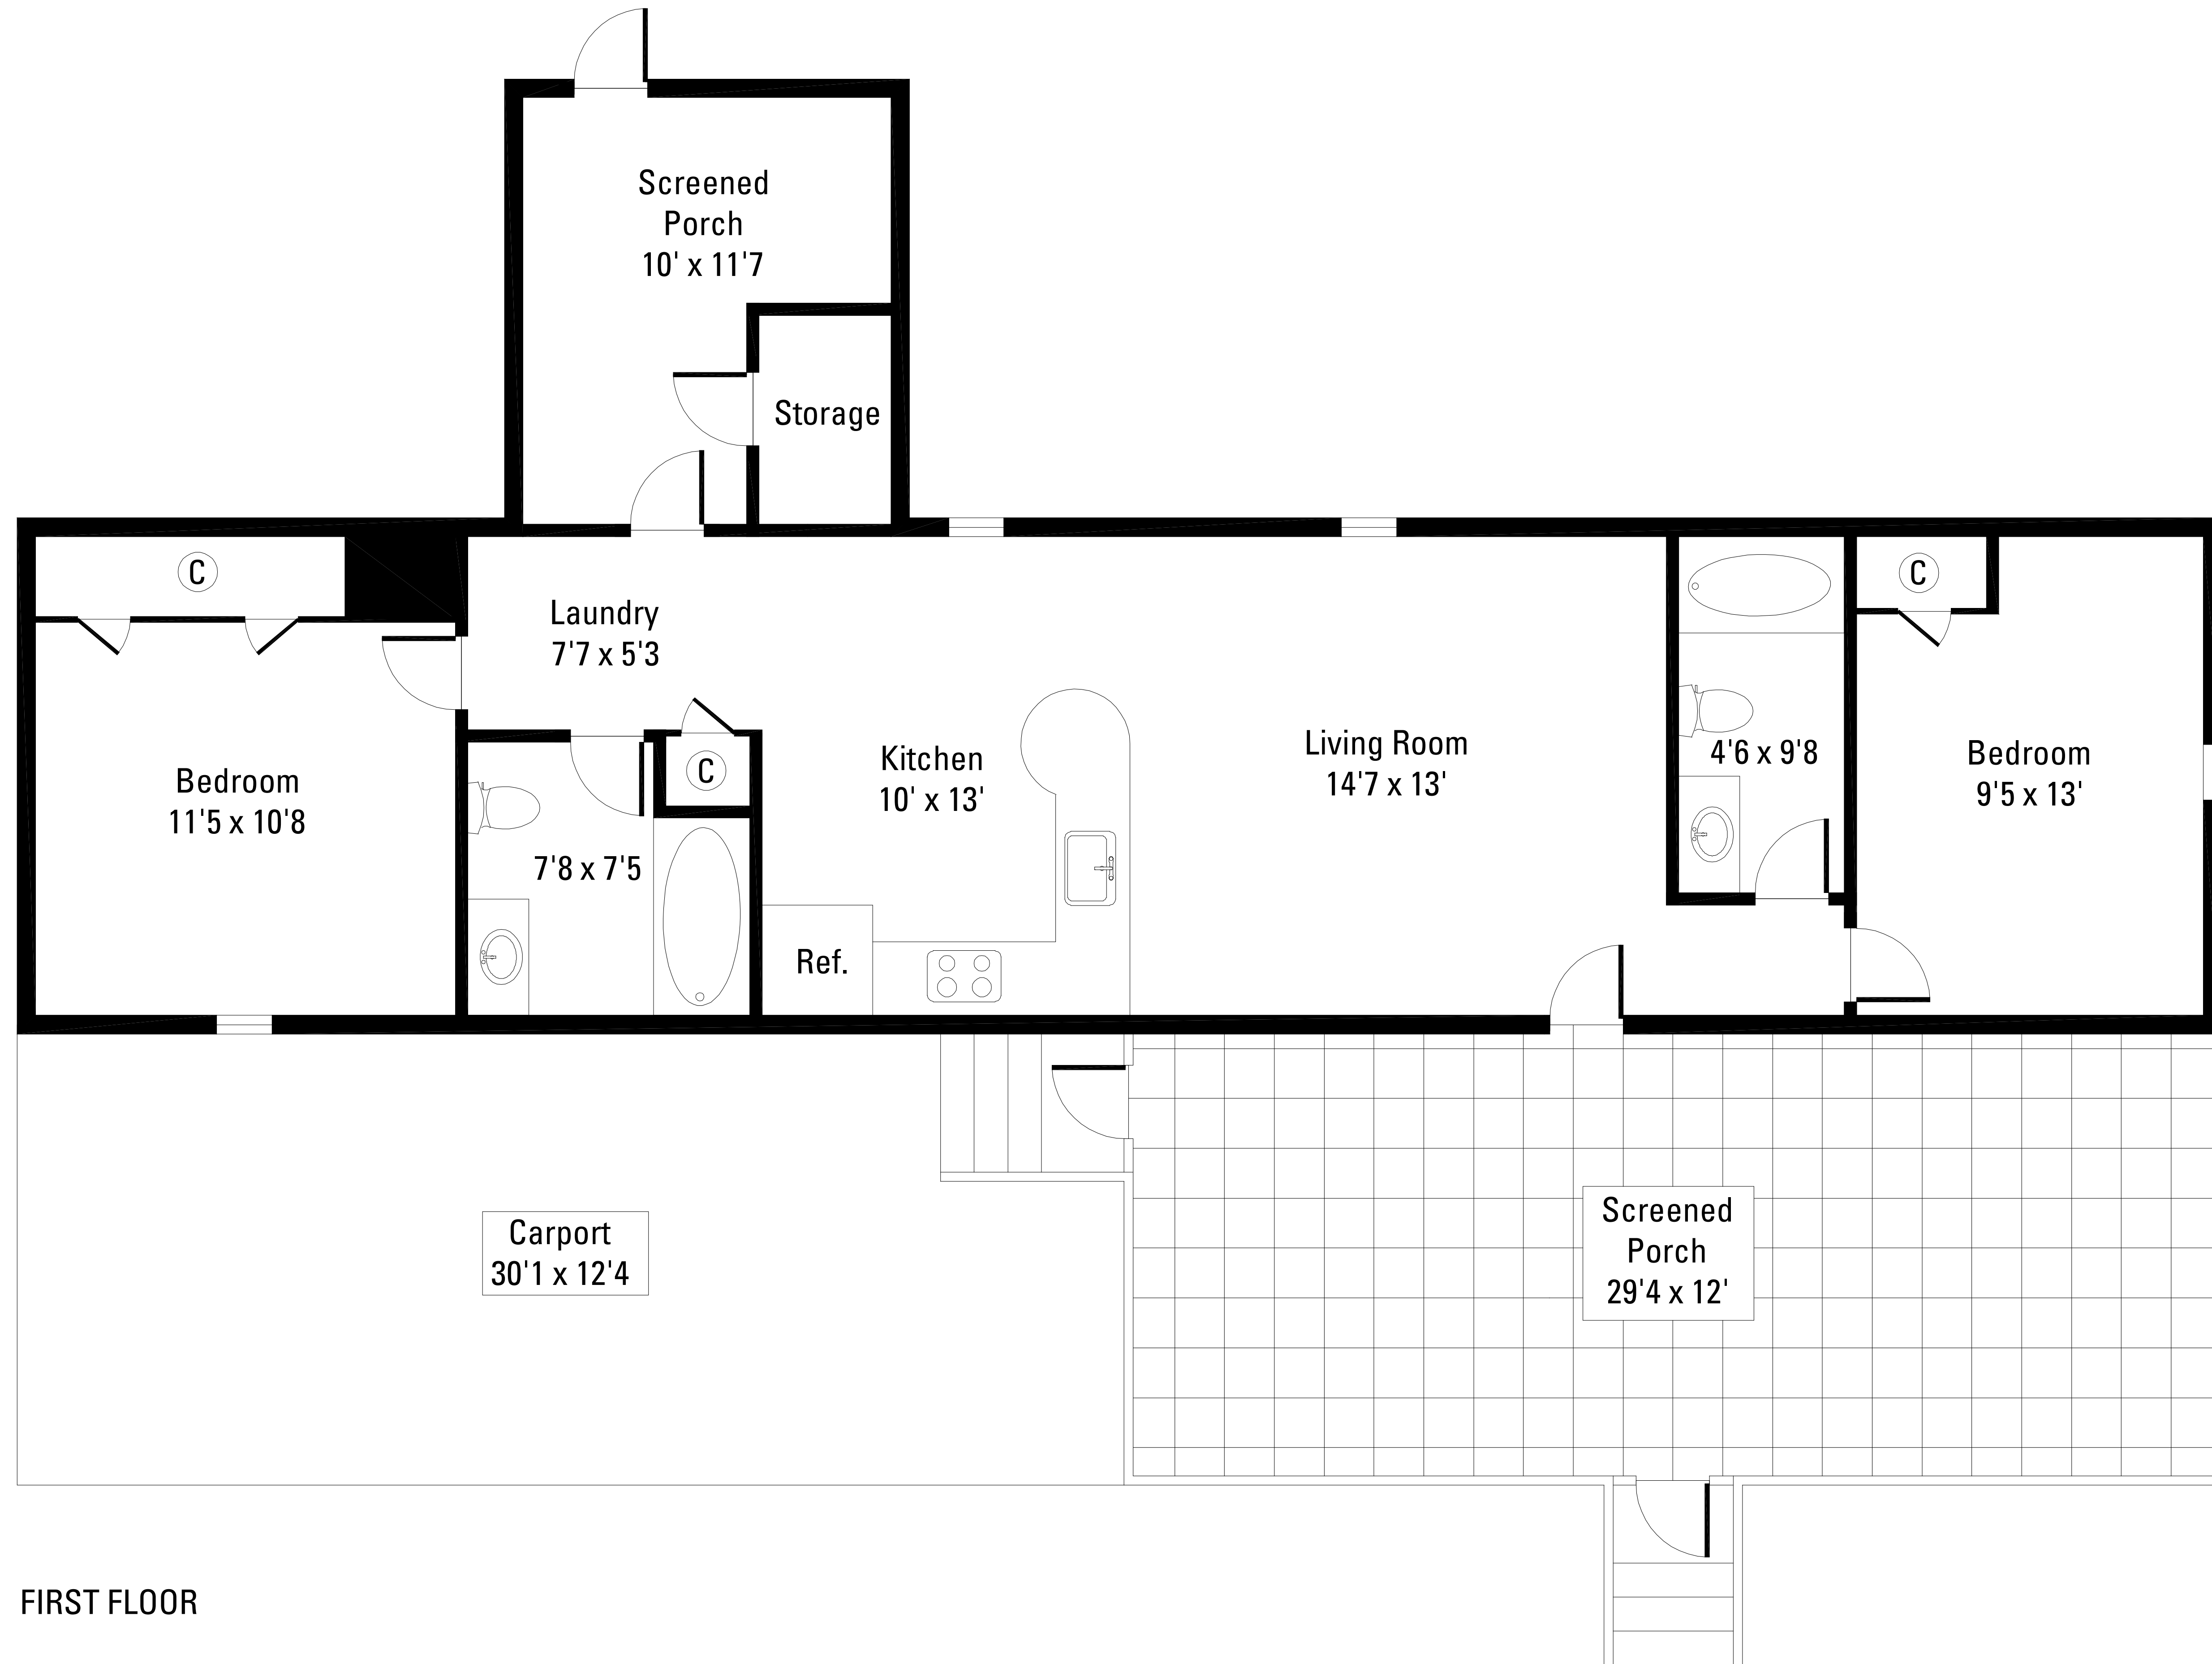 Screened
Porch
10' x 11'7
Storage
C
C
Laundry
7'7 x 5'3
Bedroom
11'5 x 10'8
C
7'8 x 7'5
Kitchen
10' x 13'
Ref.
Living Room
14'7 x 13'
4'6 x 9'8
Bedroom
9'5 x 13'
Carport
30'1 x 12'4
Screened
Porch
29'4 x 12'
FIRST FLOOR